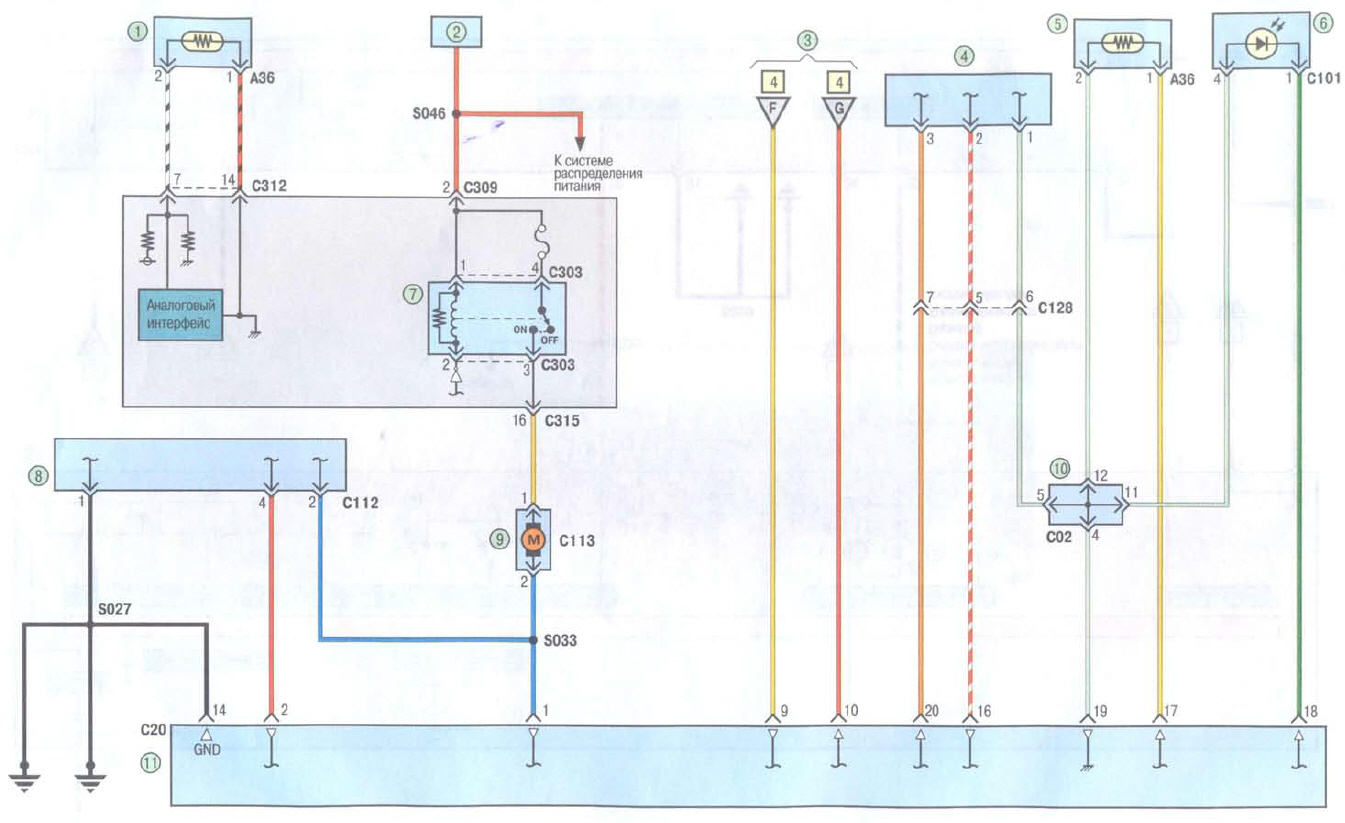 1
2
3
4
5
6
4
4
F
G
2
1
A36
S046
К системе
распределения
питания
3
2
1
2
1
A36
4
1
C101
7
14
C312
2
C309
1
4
C303
7
ON
OFF
2
3
C303
Аналоговый
интерфейс
7
5
6
C128
16
C315
8
1
4
2
C112
1
9
M
C113
2
10
12
5
11
C02
4
S027
S033
C20
14
2
1
9
10
20
16
19
17
18
GND
11